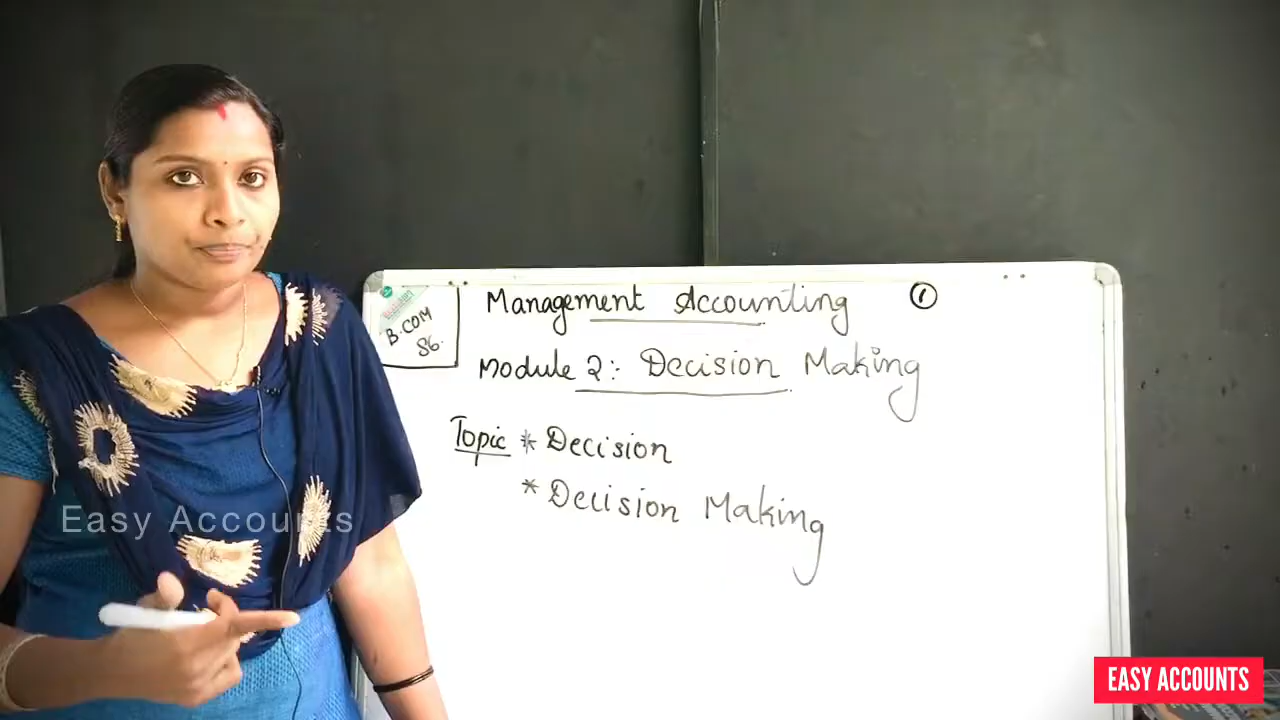 Management Accounting ①
B.COM
S6.
Module 2:- Decision Making
Topic * Decision
* Decision Making
Easy Accounts
EASY ACCOUNTS